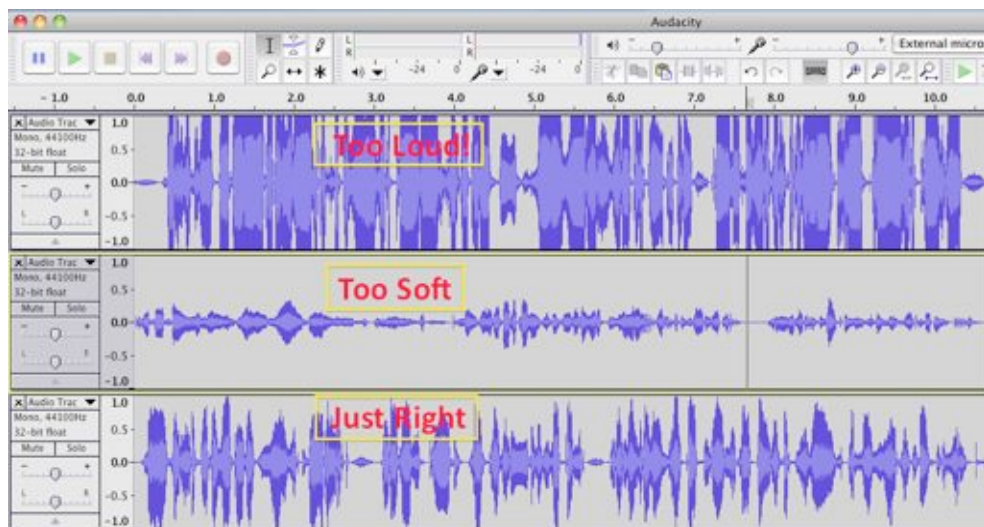 Audacity
L
R
L
R
-24 0
-24 0
External micro
- 1.0 0.0 1.0 2.0 3.0 4.0 5.0 6.0 7.0 8.0 9.0 10.0
X Audio Trac
Mono, 44100Hz
32-bit float
Mute Solo
- +
L R
1.0
0.5-
0.0-
-0.5-
-1.0
Too Loud!
X Audio Trac
Mono, 44100Hz
32-bit float
Mute Solo
- +
L R
1.0
0.5-
0.0-
-0.5-
-1.0
Too Soft
X Audio Trac
Mono, 44100Hz
32-bit float
Mute Solo
- +
L R
1.0
0.5-
0.0-
-0.5-
-1.0
Just Right